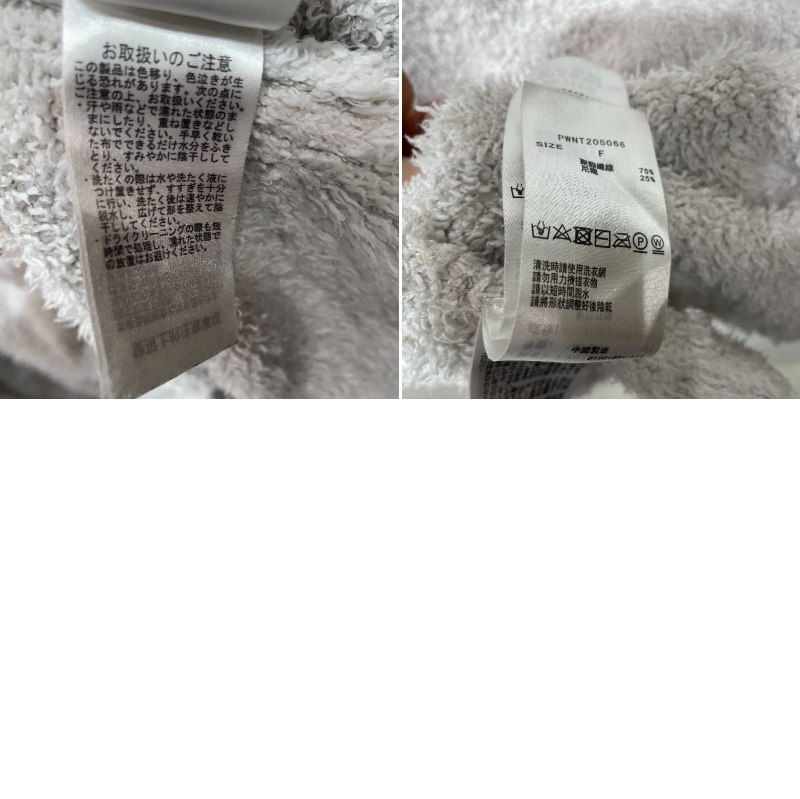 お取扱いのご注意
この製品は色移り、色泣きが生
じる恐れがあります。次の点に
ご注意の上、お取扱いください。
・汗や雨などで濡れた状態のま
まにしたり、重ね置きなどし
ないでください。手早く乾い
た布でできるだけ水分をふき
とり、すみやかに陰干しして
ください。
・洗たくの際は水や洗たく液に
つけ置きせず、すすぎを十分
に行い、洗たく後は速やかに
脱水し、広げて形を整えて陰
干ししてください。
・ドライクリーニングの際も短
時間で処理し、濡れた状態で
の放置はお避けください。
PWNT205066
SIZE F
聚酯纖維 75%
尼龍 25%
清洗時請使用洗衣網
請勿用力擠搓衣物
請以短時間脫水
請將形狀調整好後陰乾
中國製造